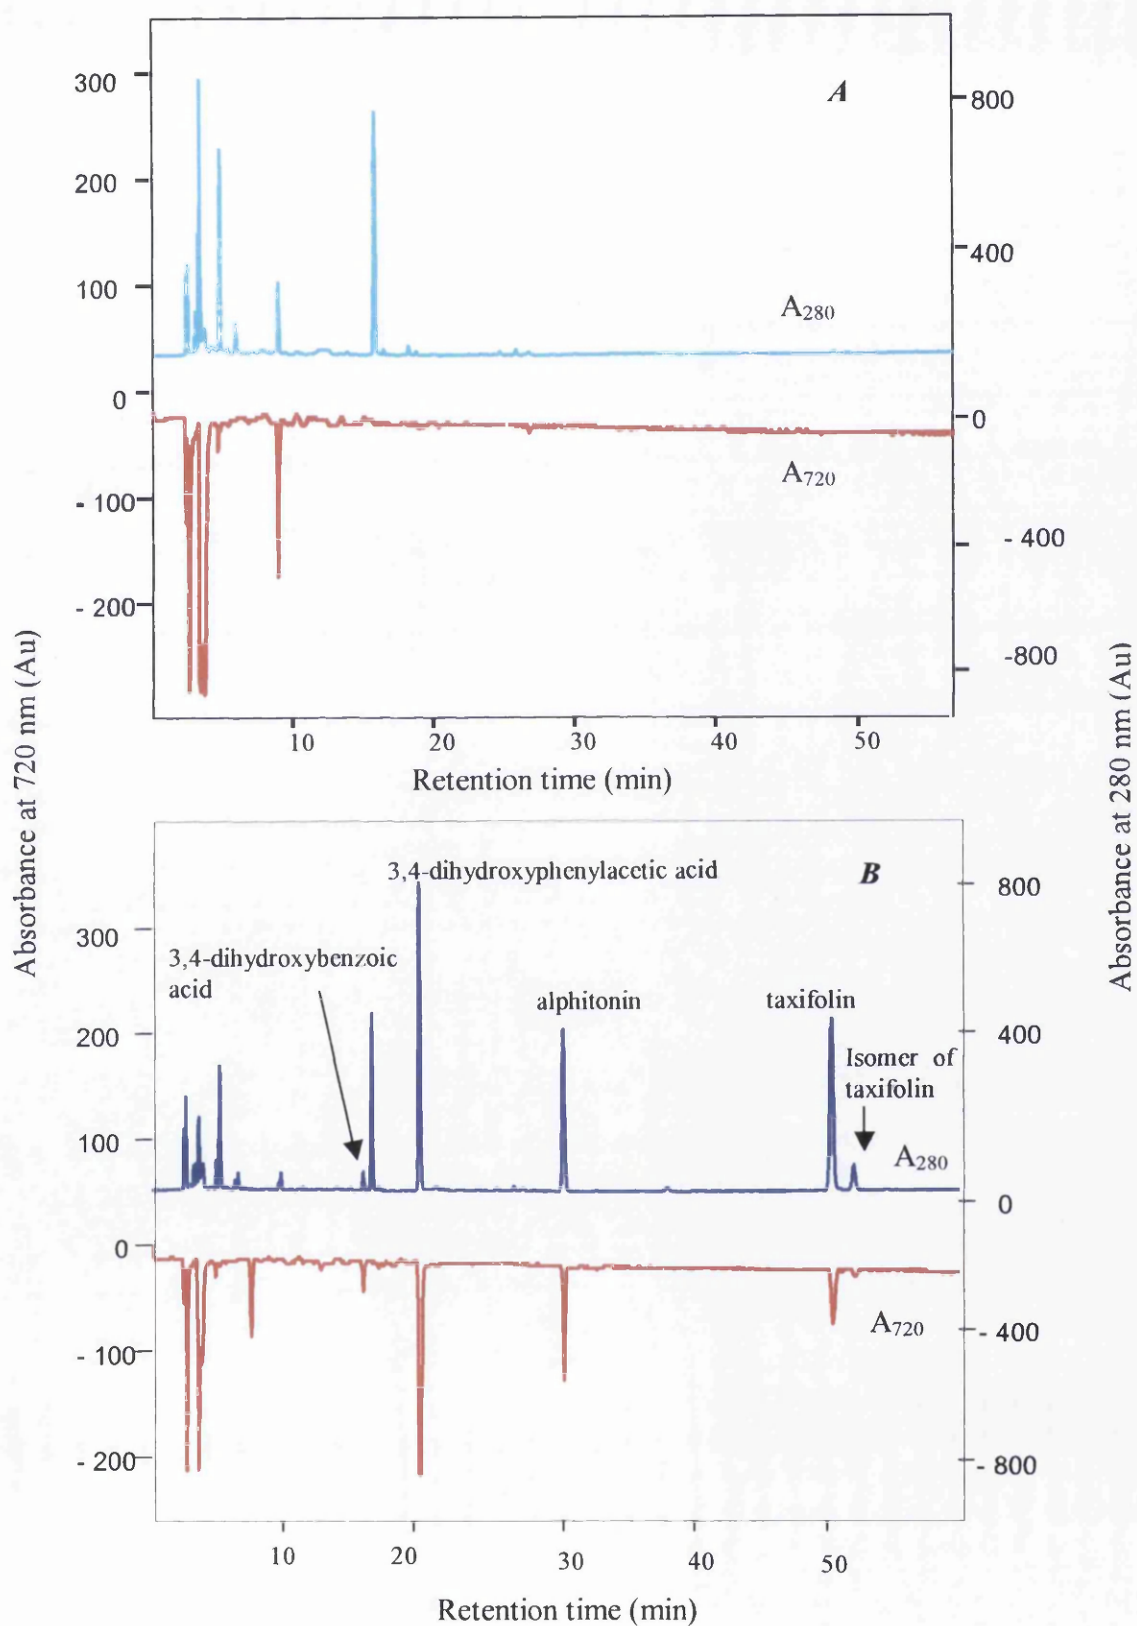 A
300
200
100
0
- 100
- 200
800
400
0
- 400
-800
A280
A720
10
20
30
40
50
Retention time (min)
Absorbance at 720 nm (Au)
Absorbance at 280 nm (Au)
B
3,4-dihydroxyphenylacetic acid
3,4-dihydroxybenzoic
acid
alphitonin
taxifolin
Isomer of
taxifolin
A280
A720
300
200
100
0
- 100
- 200
800
400
0
- 400
- 800
10
20
30
40
50
Retention time (min)